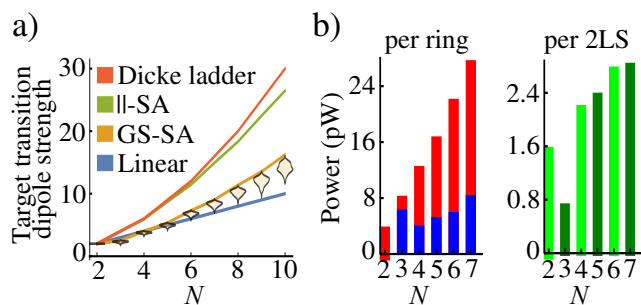 a)
Target transition
dipole strength
30
20
10
0
Dicke ladder
||-SA
GS-SA
Linear
2 4 6 8 10
N
b)
per ring
Power (pW)
24
16
8
0
2 3 4 5 6 7
N
per 2LS
2.4
1.6
0.8
0.
2 3 4 5 6 7
N